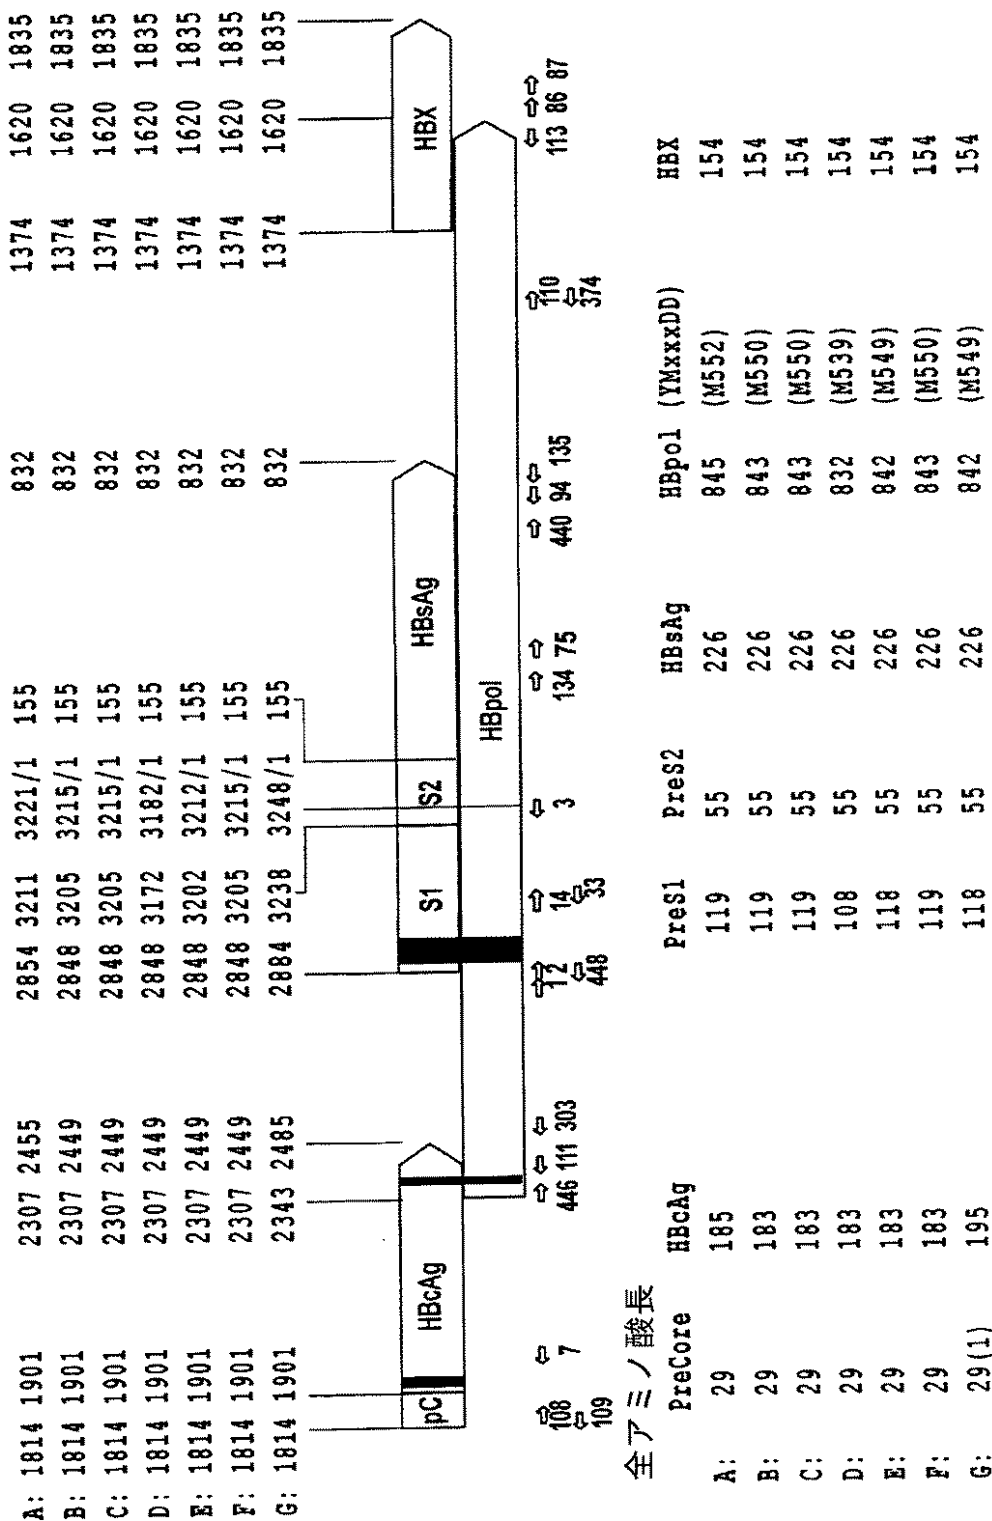 A: 1814 1901 2307 2455 2854 3211 3221/1 155 832 1374 1620 1835
B: 1814 1901 2307 2449 2848 3205 3215/1 155 832 1374 1620 1835
C: 1814 1901 2307 2449 2848 3205 3215/1 155 832 1374 1620 1835
D: 1814 1901 2307 2449 2848 3172 3182/1 155 832 1374 1620 1835
E: 1814 1901 2307 2449 2848 3202 3212/1 155 832 1374 1620 1835
F: 1814 1901 2307 2449 2848 3205 3215/1 155 832 1374 1620 1835
G: 1814 1901 2343 2485 2884 3238 3248/1 155 832 1374 1620 1835
pC HBcAg S1 S2 HBsAg HBX
HBpol
108 7 446 111 303 12 14 3 134 75 440 94 135 110 113 86 87
109 448 33 374
全アミノ酸長
PreCore HBcAg PreS1 PreS2 HBsAg HBpol (YMxxxDD) HBX
A: 29 185 119 55 226 845 (M552) 154
B: 29 183 119 55 226 843 (M550) 154
C: 29 183 119 55 226 843 (M550) 154
D: 29 183 108 55 226 832 (M539) 154
E: 29 183 118 55 226 842 (M549) 154
F: 29 183 119 55 226 843 (M550) 154
G: 29(1) 195 118 55 226 842 (M549) 154